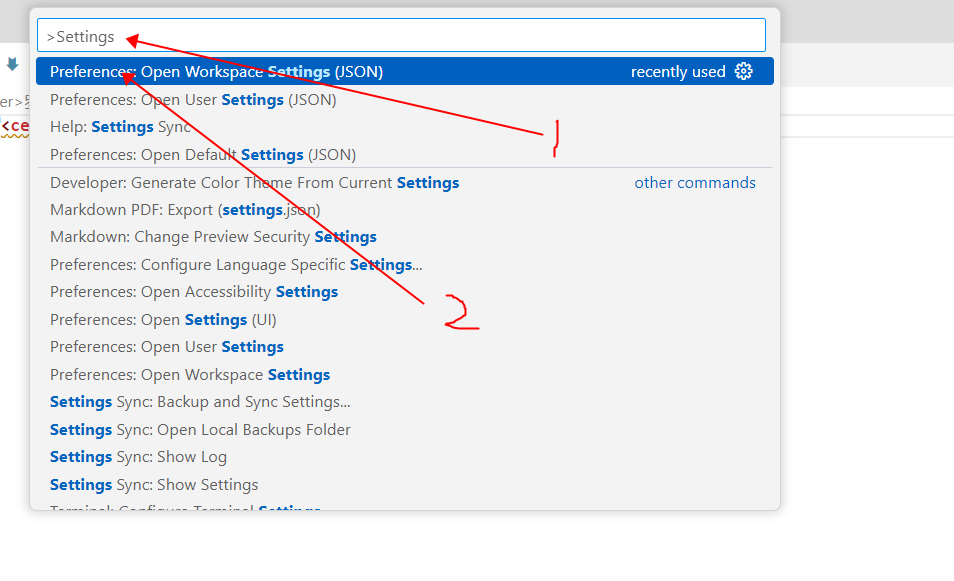 >Settings
Preferences: Open Workspace Settings (JSON) recently used
er>
Preferences: Open User Settings (JSON)
<ce
Help: Settings Sync
1
Preferences: Open Default Settings (JSON)
Developer: Generate Color Theme From Current Settings other commands
Markdown PDF: Export (settings.json)
Markdown: Change Preview Security Settings
Preferences: Configure Language Specific Settings...
Preferences: Open Accessibility Settings
2
Preferences: Open Settings (UI)
Preferences: Open User Settings
Preferences: Open Workspace Settings
Settings Sync: Backup and Sync Settings...
Settings Sync: Open Local Backups Folder
Settings Sync: Show Log
Settings Sync: Show Settings
Terminal: Configure Terminal Settings